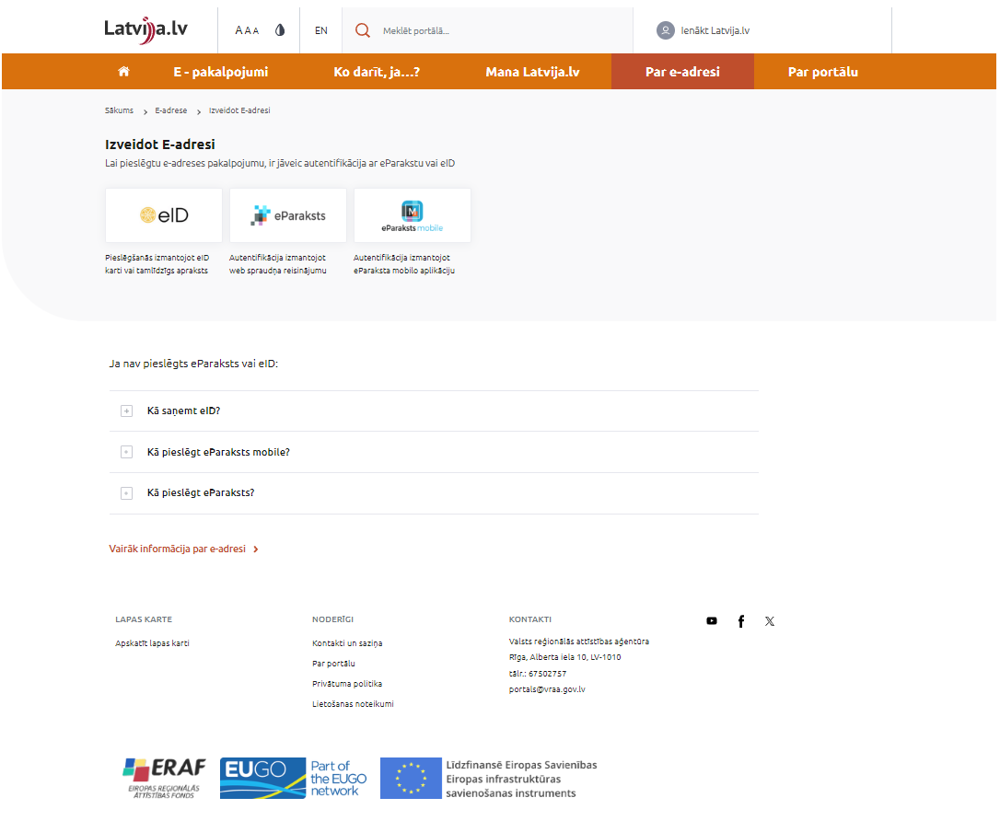 Latvija.lv
A A A
EN
Meklēt portālā...
Ienākt Latvija.lv
E - pakalpojumi
Ko darīt, ja...?
Mana Latvija.lv
Par e-adresi
Par portālu
Sākums > E-adrese > Izveidot E-adresi
Izveidot E-adresi
Lai pieslēgtu e-adreses pakalpojumu, ir jāveic autentifikācija ar eParakstu vai eID
eID
eParaksts
M
eParaksts mobile
Pieslēgšanās izmantojot eID
karti vai tamlīdzīgs apraksts
Autentifikācija izmantojot
web spraudņa reisinājumu
Autentifikācija izmantojot
eParaksta mobilo aplikāciju
Ja nav pieslēgts eParaksts vai eID:
Kā saņemt eID?
Kā pieslēgt eParaksts mobile?
Kā pieslēgt eParaksts?
Vairāk informācija par e-adresi >
LAPAS KARTE
Apskatīt lapas karti
NODERĪGI
Kontakti un saziņa
Par portālu
Privātuma politika
Lietošanas noteikumi
KONTAKTI
Valsts reģionālās attīstības aģentūra
Rīga, Alberta iela 10, LV-1010
tālr.: 67502757
portals@vraa.gov.lv
ERAF
EIROPAS REĢIONĀLĀS
ATTĪSTĪBAS FONDS
EUGO
Part of
the EUGO
network
Līdzfinansē Eiropas Savienības
Eiropas infrastruktūras
savienošanas instruments